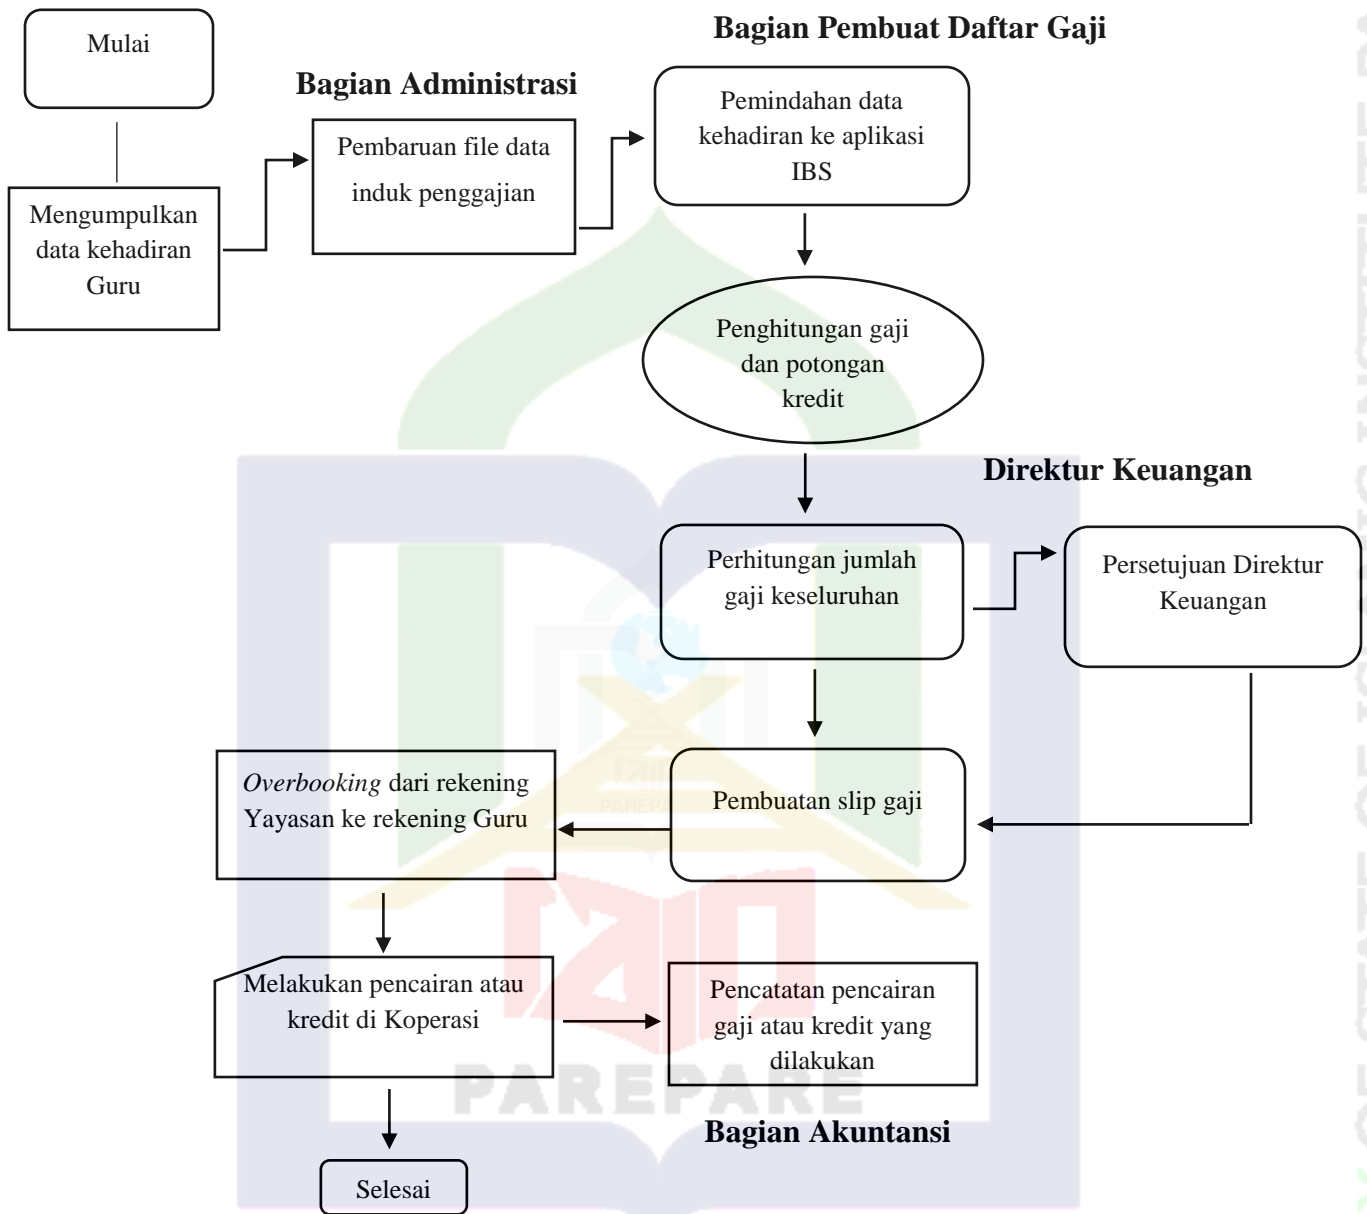 Mulai
Bagian Pembuat Daftar Gaji
Bagian Administrasi
Pemindahan data
kehadiran ke aplikasi
IBS
Pembaruan file data
induk penggajian
Mengumpulkan
data kehadiran
Guru
Penghitungan gaji
dan potongan
kredit
Direktur Keuangan
Perhitungan jumlah
gaji keseluruhan
Persetujuan Direktur
Keuangan
Overbooking dari rekening
Yayasan ke rekening Guru
Pembuatan slip gaji
Melakukan pencairan atau
kredit di Koperasi
Pencatatan pencairan
gaji atau kredit yang
dilakukan
PAREPARE
Bagian Akuntansi
Selesai